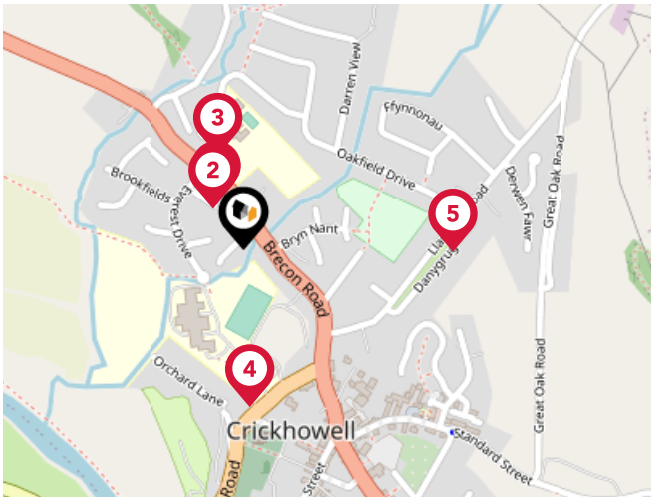 Darren View
Ffynnonau
3
Oakfield Drive
Great Oak Road
2
Brookfields
Everest Drive
Derwen Fawr
5
Road
Bryn Nant
Danygrug
Brecon Road
4
Orchard Lane
Great Oak Road
Crickhowell
Standard Street
Road
Street